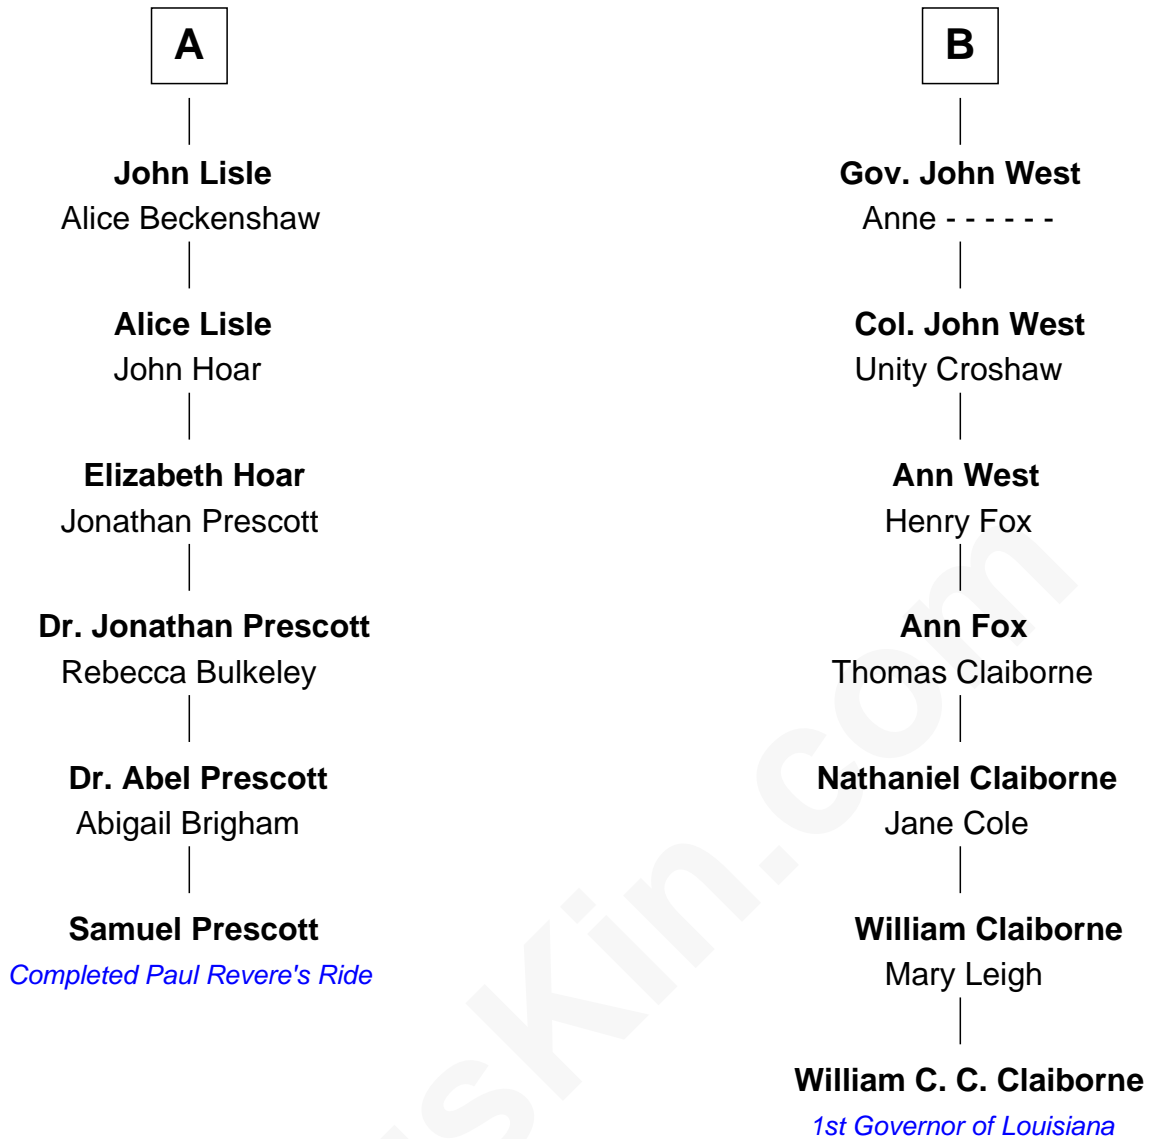 A
John Lisle
Alice Beckenshaw
Alice Lisle
John Hoar
Elizabeth Hoar
Jonathan Prescott
Dr. Jonathan Prescott
Rebecca Bulkeley
Dr. Abel Prescott
Abigail Brigham
Samuel Prescott
Completed Paul Revere's Ride
B
Gov. John West
Anne - - - - - -
Col. John West
Unity Croshaw
Ann West
Henry Fox
Ann Fox
Thomas Claiborne
Nathaniel Claiborne
Jane Cole
William Claiborne
Mary Leigh
William C. C. Claiborne
1st Governor of Louisiana